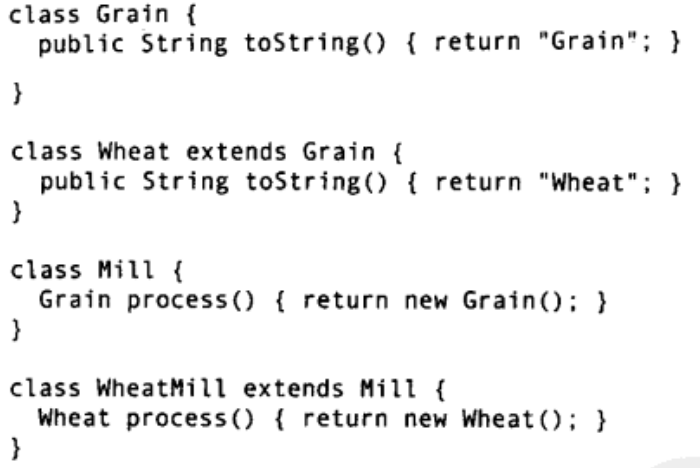 class Grain {
  public String toString() { return "Grain"; }
}
class Wheat extends Grain {
  public String toString() { return "Wheat"; }
}
class Mill {
  Grain process() { return new Grain(); }
}
class WheatMill extends Mill {
  Wheat process() { return new Wheat(); }
}